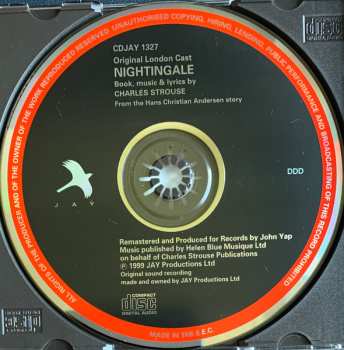 CDJAY 1327
Original London Cast
NIGHTINGALE
Book, music & lyrics by
CHARLES STROUSE
From the Hans Christian Andersen story
JAY
DDD
Remastered and Produced for Records by John Yap
Music published by Helen Blue Musique Ltd
on behalf of Charles Strouse Publications
℗ 1999 JAY Productions Ltd
Original sound recording
made and owned by JAY Productions Ltd
COMPACT
disc
DIGITAL AUDIO
ALL RIGHTS OF THE PRODUCER AND OF THE OWNER OF THE WORK REPRODUCED RESERVED UNAUTHORISED COPYING, HIRING, LENDING, PUBLIC PERFORMANCE AND BROADCASTING OF THIS RECORD PROHIBITED
MADE IN THE E.E.C.
disc
disc